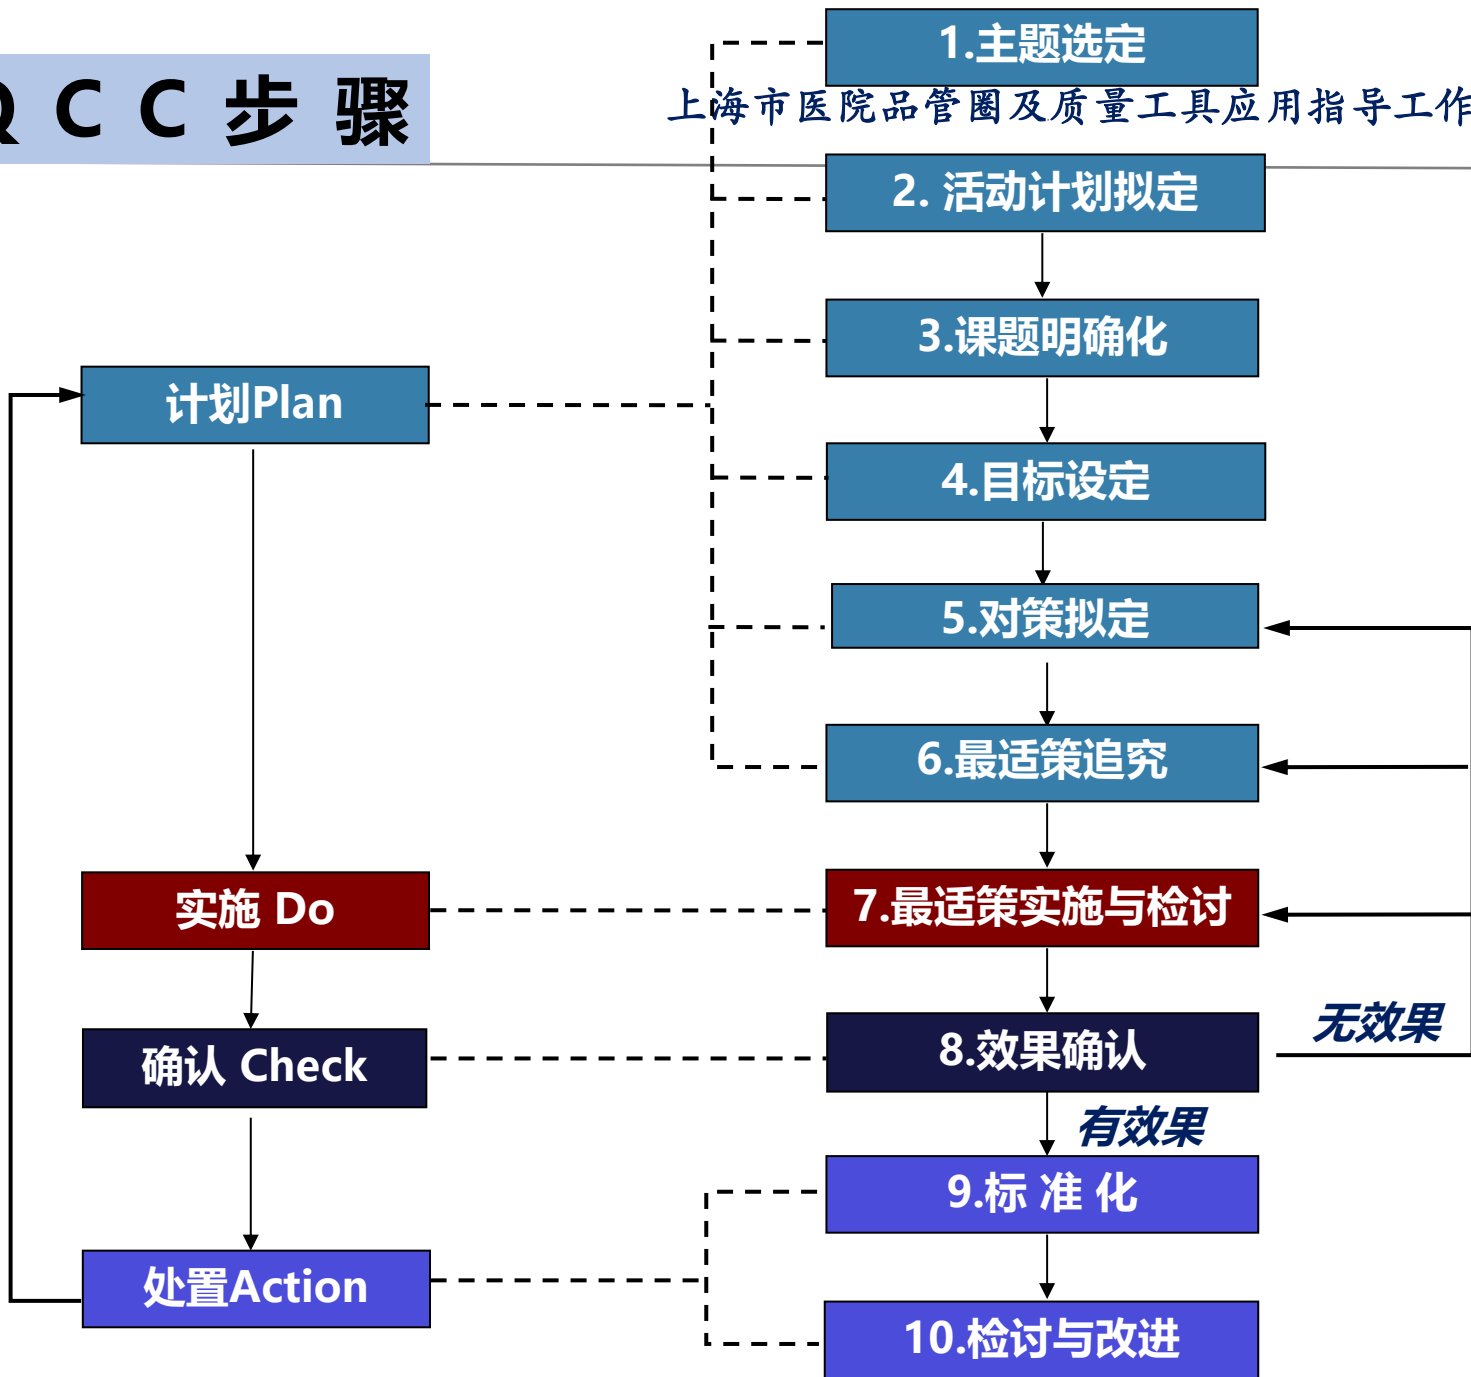 Q C C 步 骤
上海市医院品管圈及质量工具应用指导工作
1.主题选定
2. 活动计划拟定
3.课题明确化
4.目标设定
5.对策拟定
6.最适策追究
7.最适策实施与检讨
8.效果确认
无效果
有效果
9.标 准 化
10.检讨与改进
计划Plan
实施 Do
确认 Check
处置Action